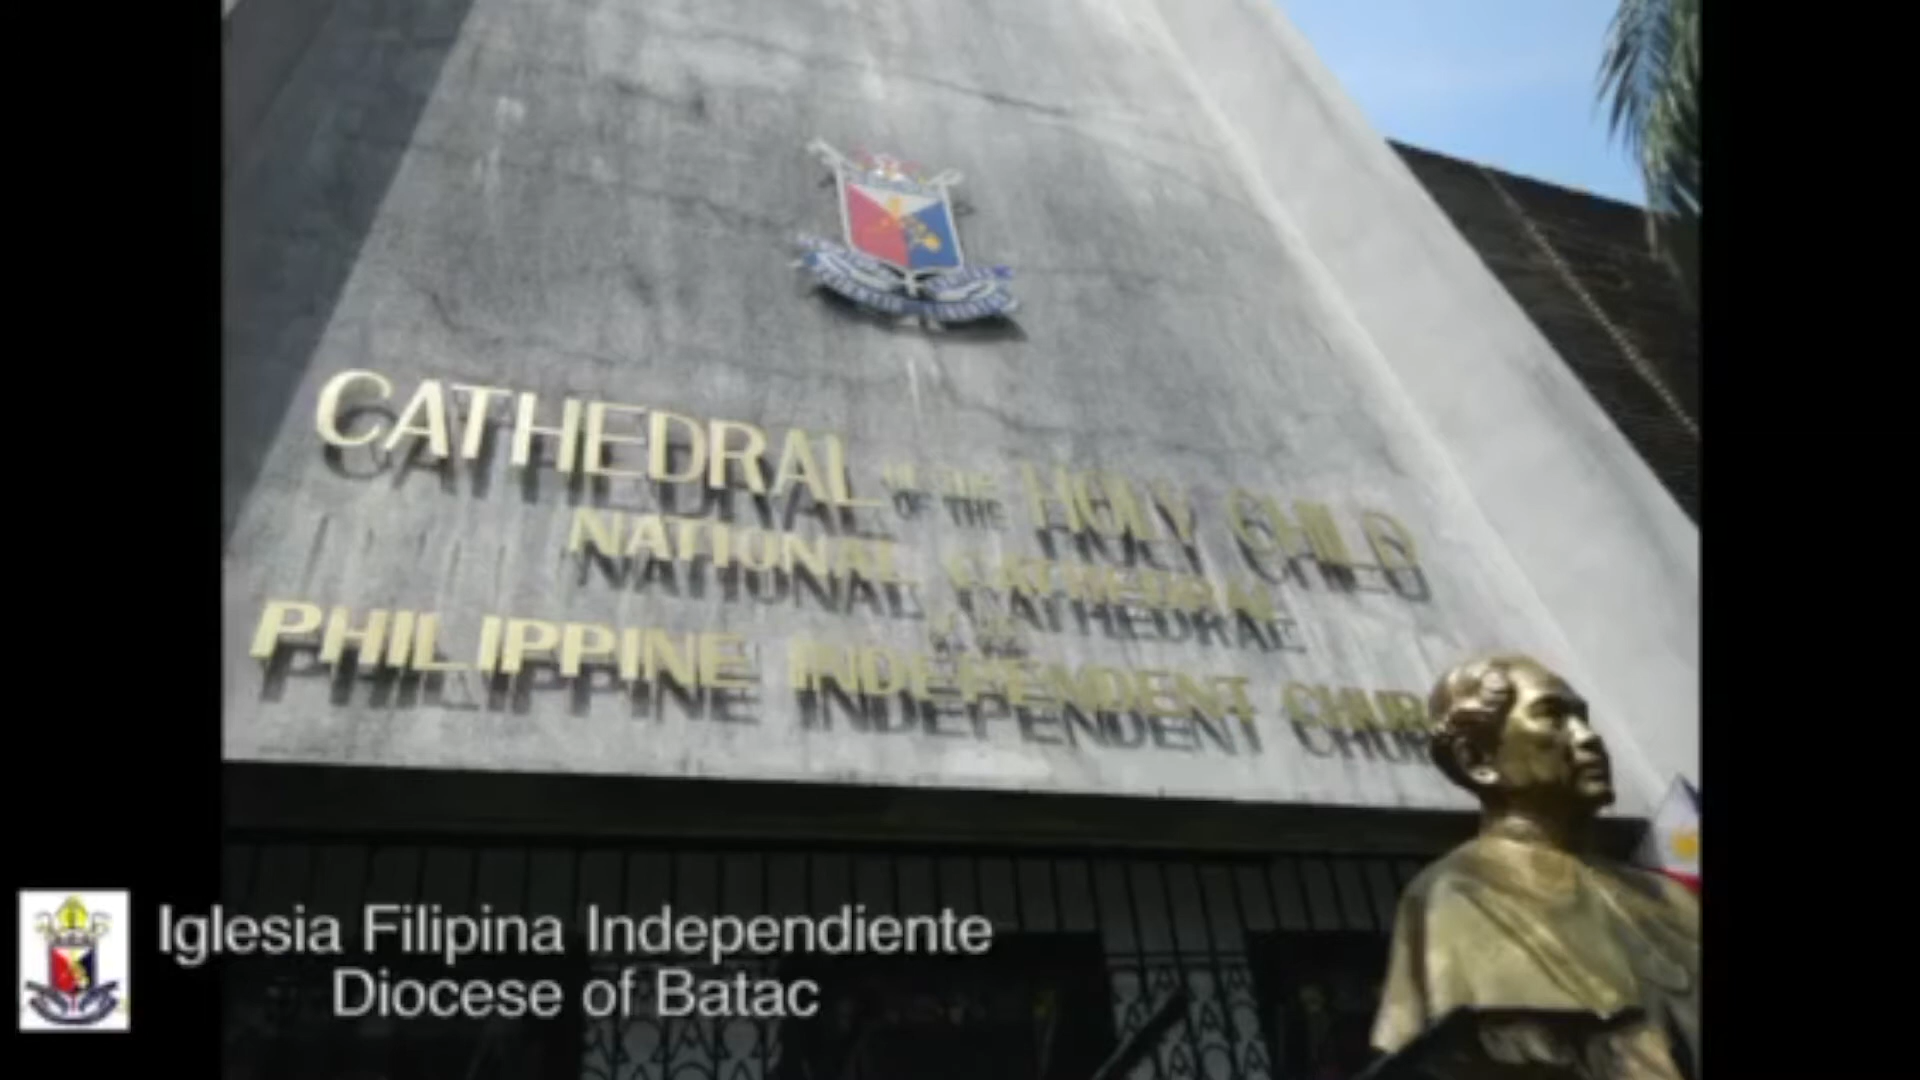 CATHEDRAL OF THE HOLY CHILD
NATIONAL CATHEDRAL
PHILIPPINE INDEPENDENT
Iglesia Filipina Independiente
Diocese of Batac